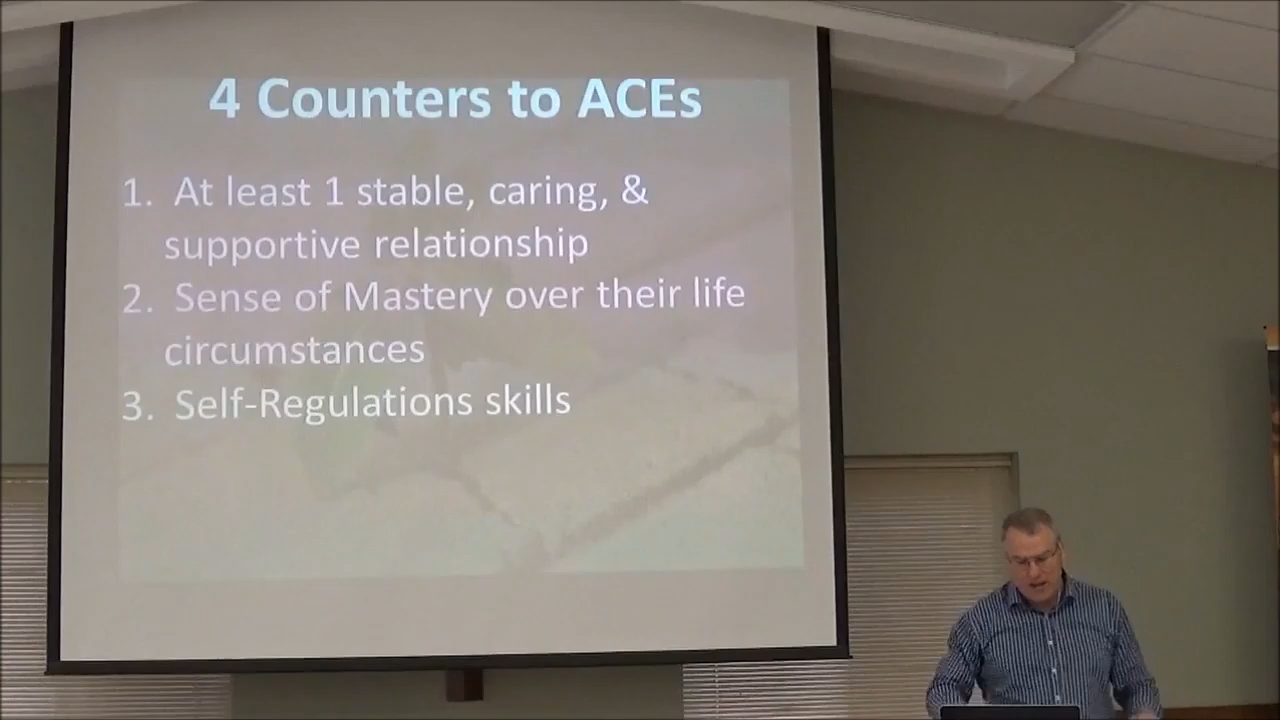 4 Counters to ACEs
1. At least 1 stable, caring, &
supportive relationship
2. Sense of Mastery over their life
circumstances
3. Self-Regulations skills